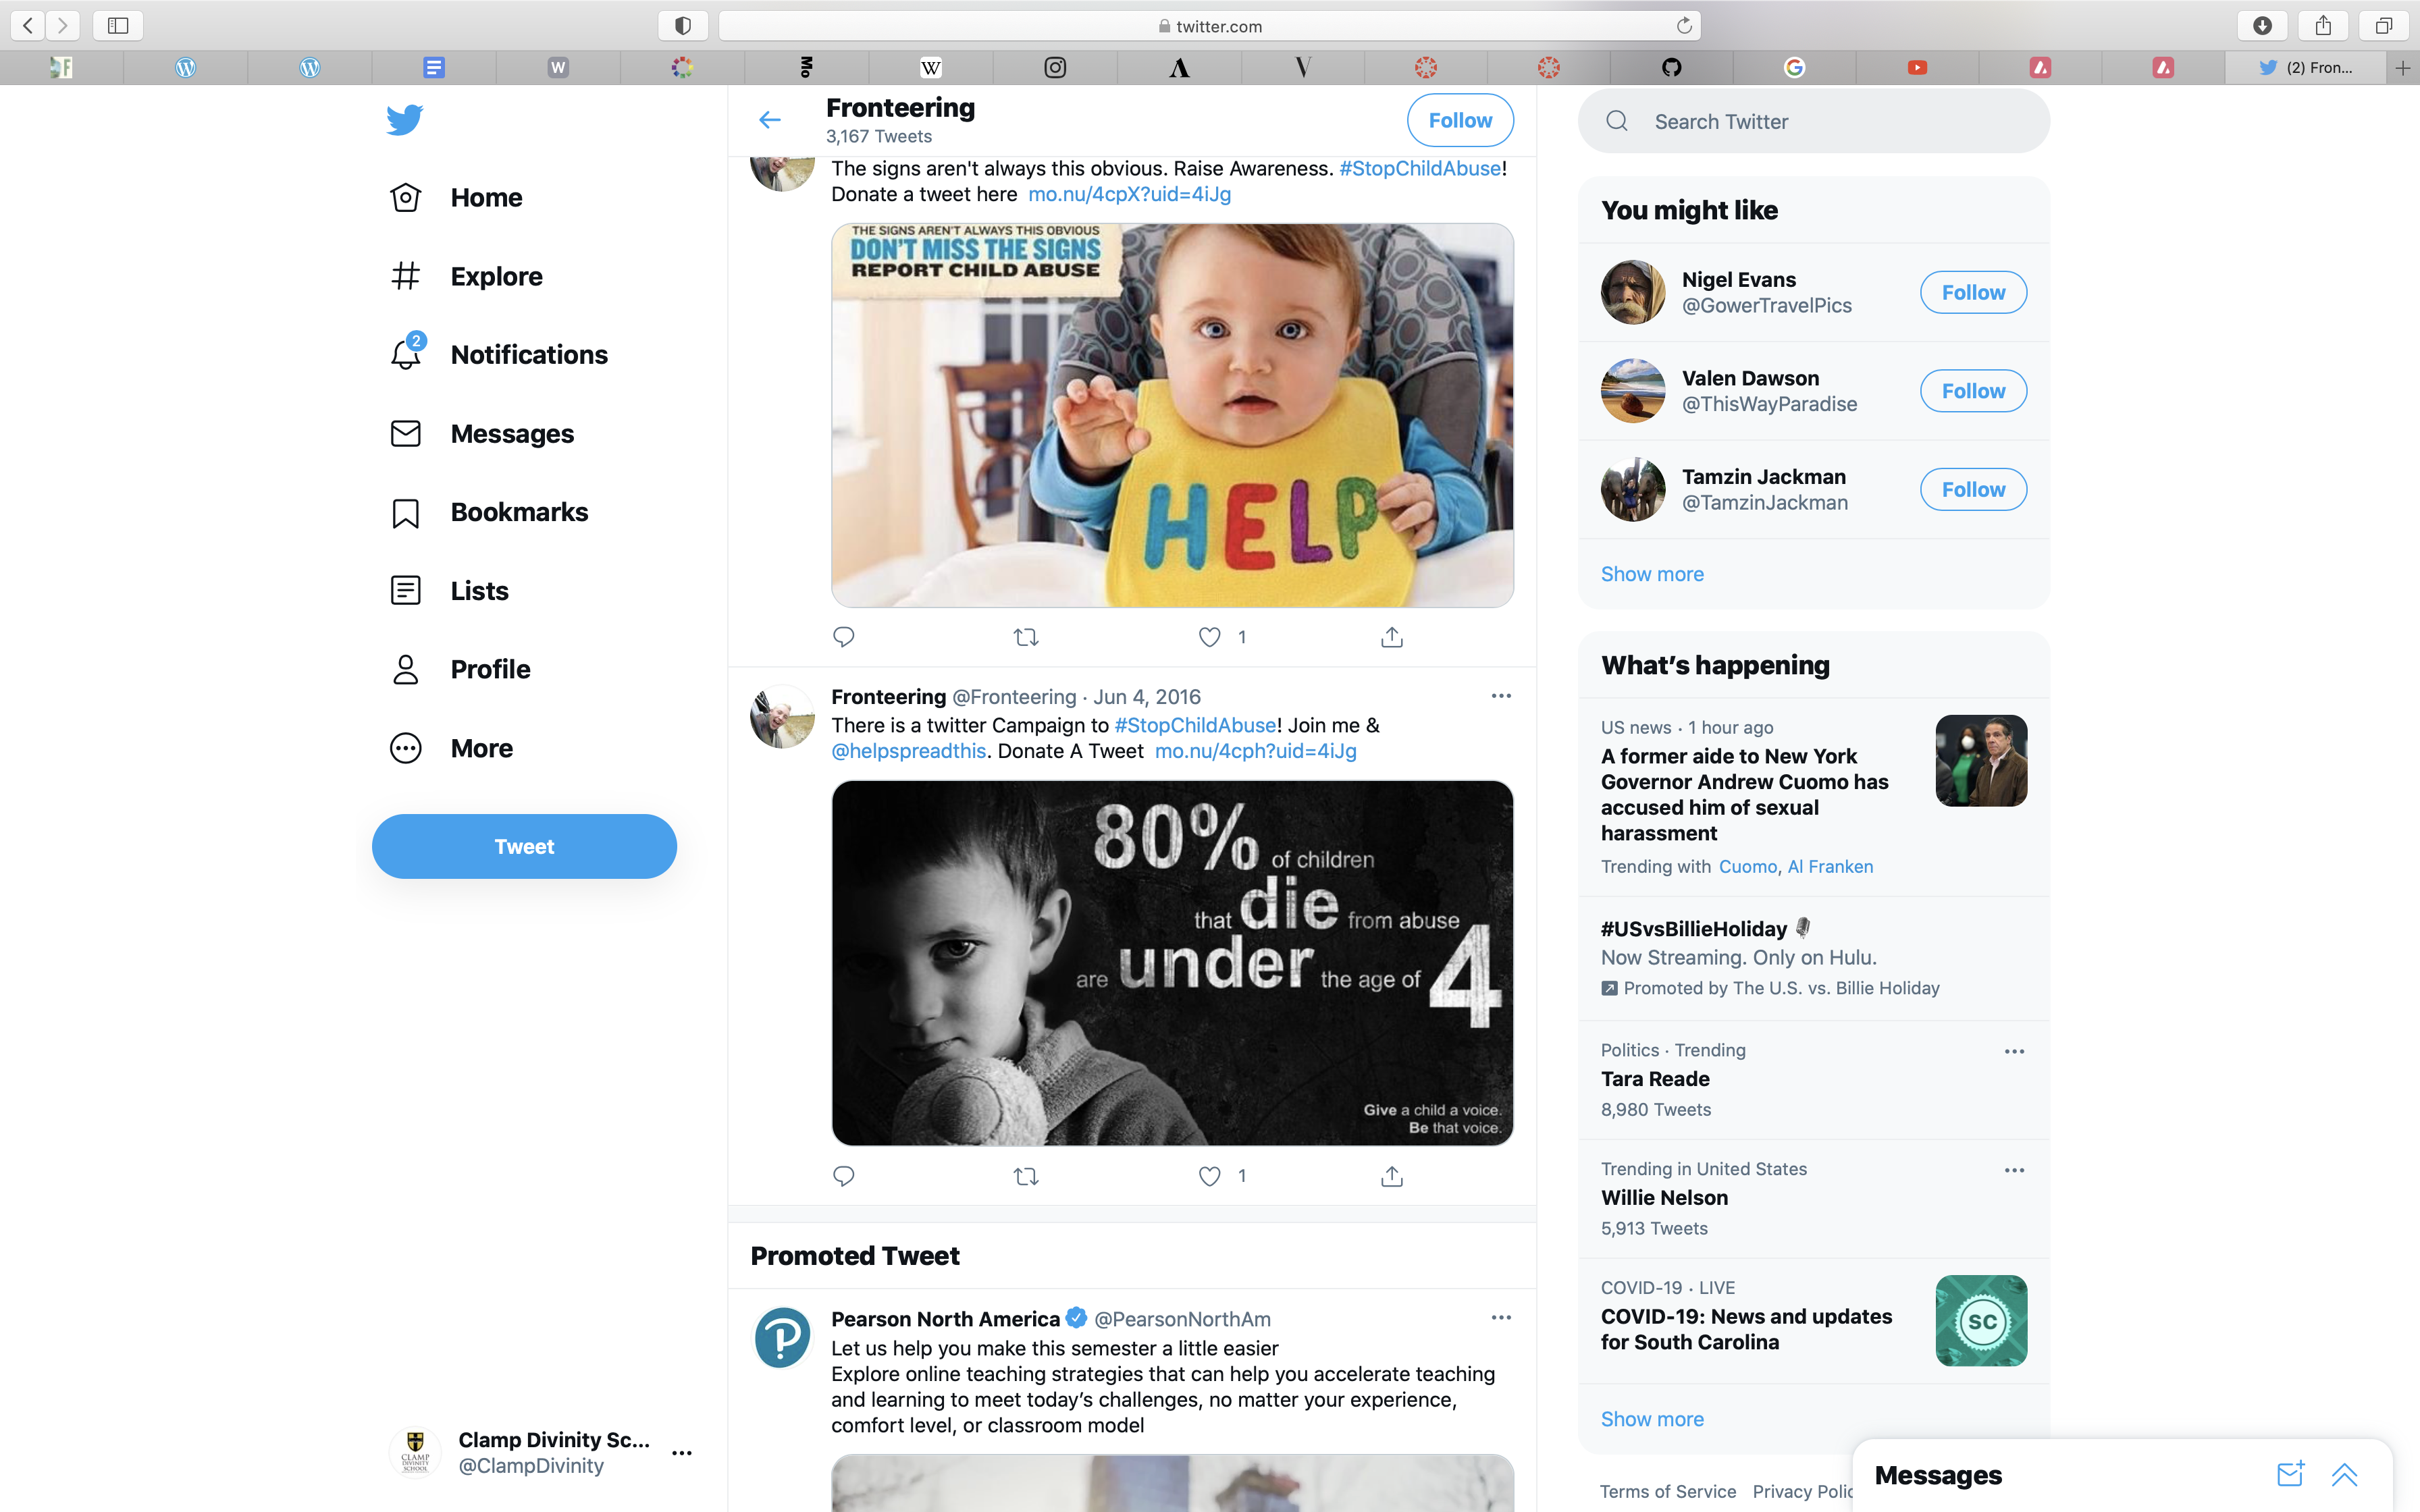 twitter.com
F
W
Mo
W
V
(2) Fron...
Home
Explore
2
Notifications
Messages
Bookmarks
Lists
Profile
More
Tweet
Clamp Divinity Sc...
@ClampDivinity
CLAMP
DIVINITY
SCHOOL
Fronteering
3,167 Tweets
Follow
The signs aren't always this obvious. Raise Awareness. #StopChildAbuse!
Donate a tweet here mo.nu/4cpX?uid=4iJg
THE SIGNS AREN'T ALWAYS THIS OBVIOUS
DON'T MISS THE SIGNS
REPORT CHILD ABUSE
HELP
1
Fronteering @Fronteering · Jun 4, 2016
There is a twitter Campaign to #StopChildAbuse! Join me &
@helpspreadthis. Donate A Tweet mo.nu/4cph?uid=4iJg
80% of children
that die from abuse
are under the age of 4
Give a child a voice.
Be that voice.
1
Promoted Tweet
Pearson North America @PearsonNorthAm
Let us help you make this semester a little easier
Explore online teaching strategies that can help you accelerate teaching
and learning to meet today's challenges, no matter your experience,
comfort level, or classroom model
Search Twitter
You might like
Nigel Evans
@GowerTravelPics
Follow
Valen Dawson
@ThisWayParadise
Follow
Tamzin Jackman
@TamzinJackman
Follow
Show more
What's happening
US news · 1 hour ago
A former aide to New York
Governor Andrew Cuomo has
accused him of sexual
harassment
Trending with Cuomo, Al Franken
#USvsBillieHoliday
Now Streaming. Only on Hulu.
Promoted by The U.S. vs. Billie Holiday
Politics · Trending
Tara Reade
8,980 Tweets
Trending in United States
Willie Nelson
5,913 Tweets
COVID-19 · LIVE
COVID-19: News and updates
for South Carolina
SC
Show more
Terms of Service Privacy Polic
Messages